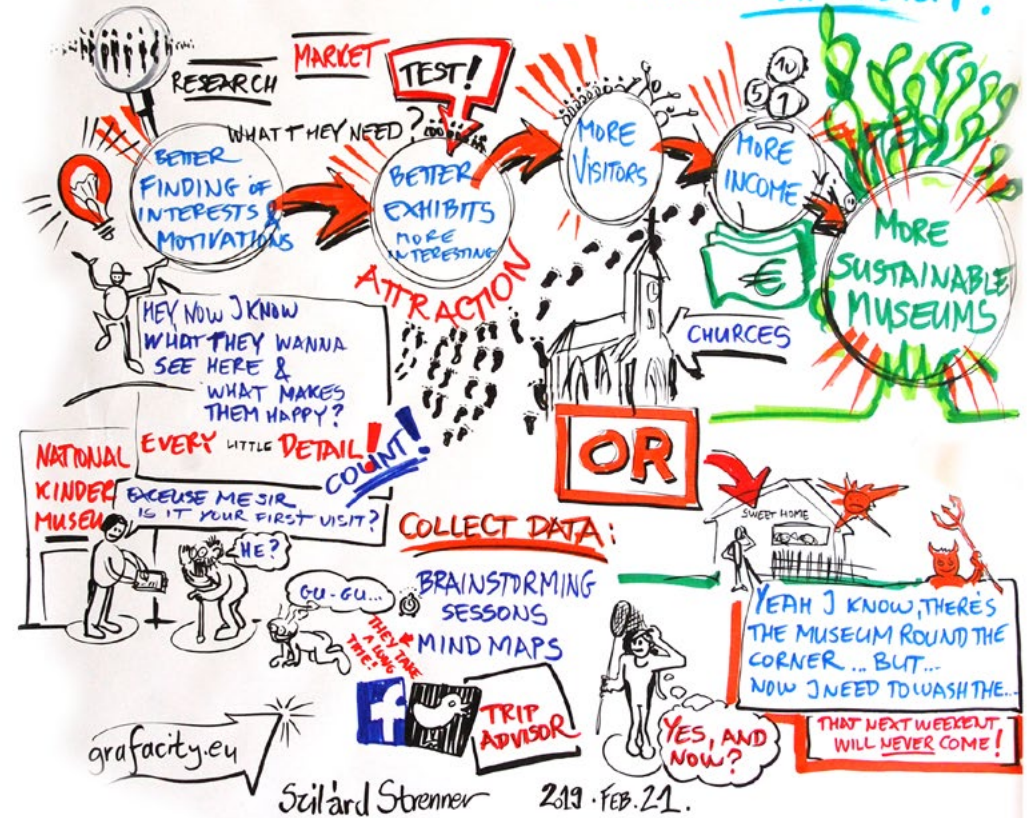 RESEARCH
MARKET
TEST!
WHAT THEY NEED?
BETTER
FINDING OF
INTERESTS &
MOTIVATIONS
BETTER
EXHIBITS
MORE
INTERESTING
ATTRACTION
MORE
VISITORS
10
5
1
MORE
INCOME
€
MORE
SUSTAINABLE
MUSEUMS
HEY, NOW I KNOW
WHAT THEY WANNA
SEE HERE &
WHAT MAKES
THEM HAPPY?
EVERY LITTLE DETAIL!
COUNT!
CHURCES
OR
NATIONAL
KINDER
MUSEU
EXCEUSE ME SIR
IS IT YOUR FIRST VISIT?
HE?
GU-GU...
COLLECT DATA:
BRAINSTORMING
SESSONS
MIND MAPS
THEY TAKE
A LONG
TIME!
f
TRIP
ADVISOR
SWEET HOME
YEAH I KNOW, THERE'S
THE MUSEUM ROUND THE
CORNER... BUT...
NOW I NEED TO WASH THE...
THAT NEXT WEEKENT
WILL NEVER COME!
YES, AND
NOW?
grafacity.eu
Szilárd Strenner 2019. FEB. 21.